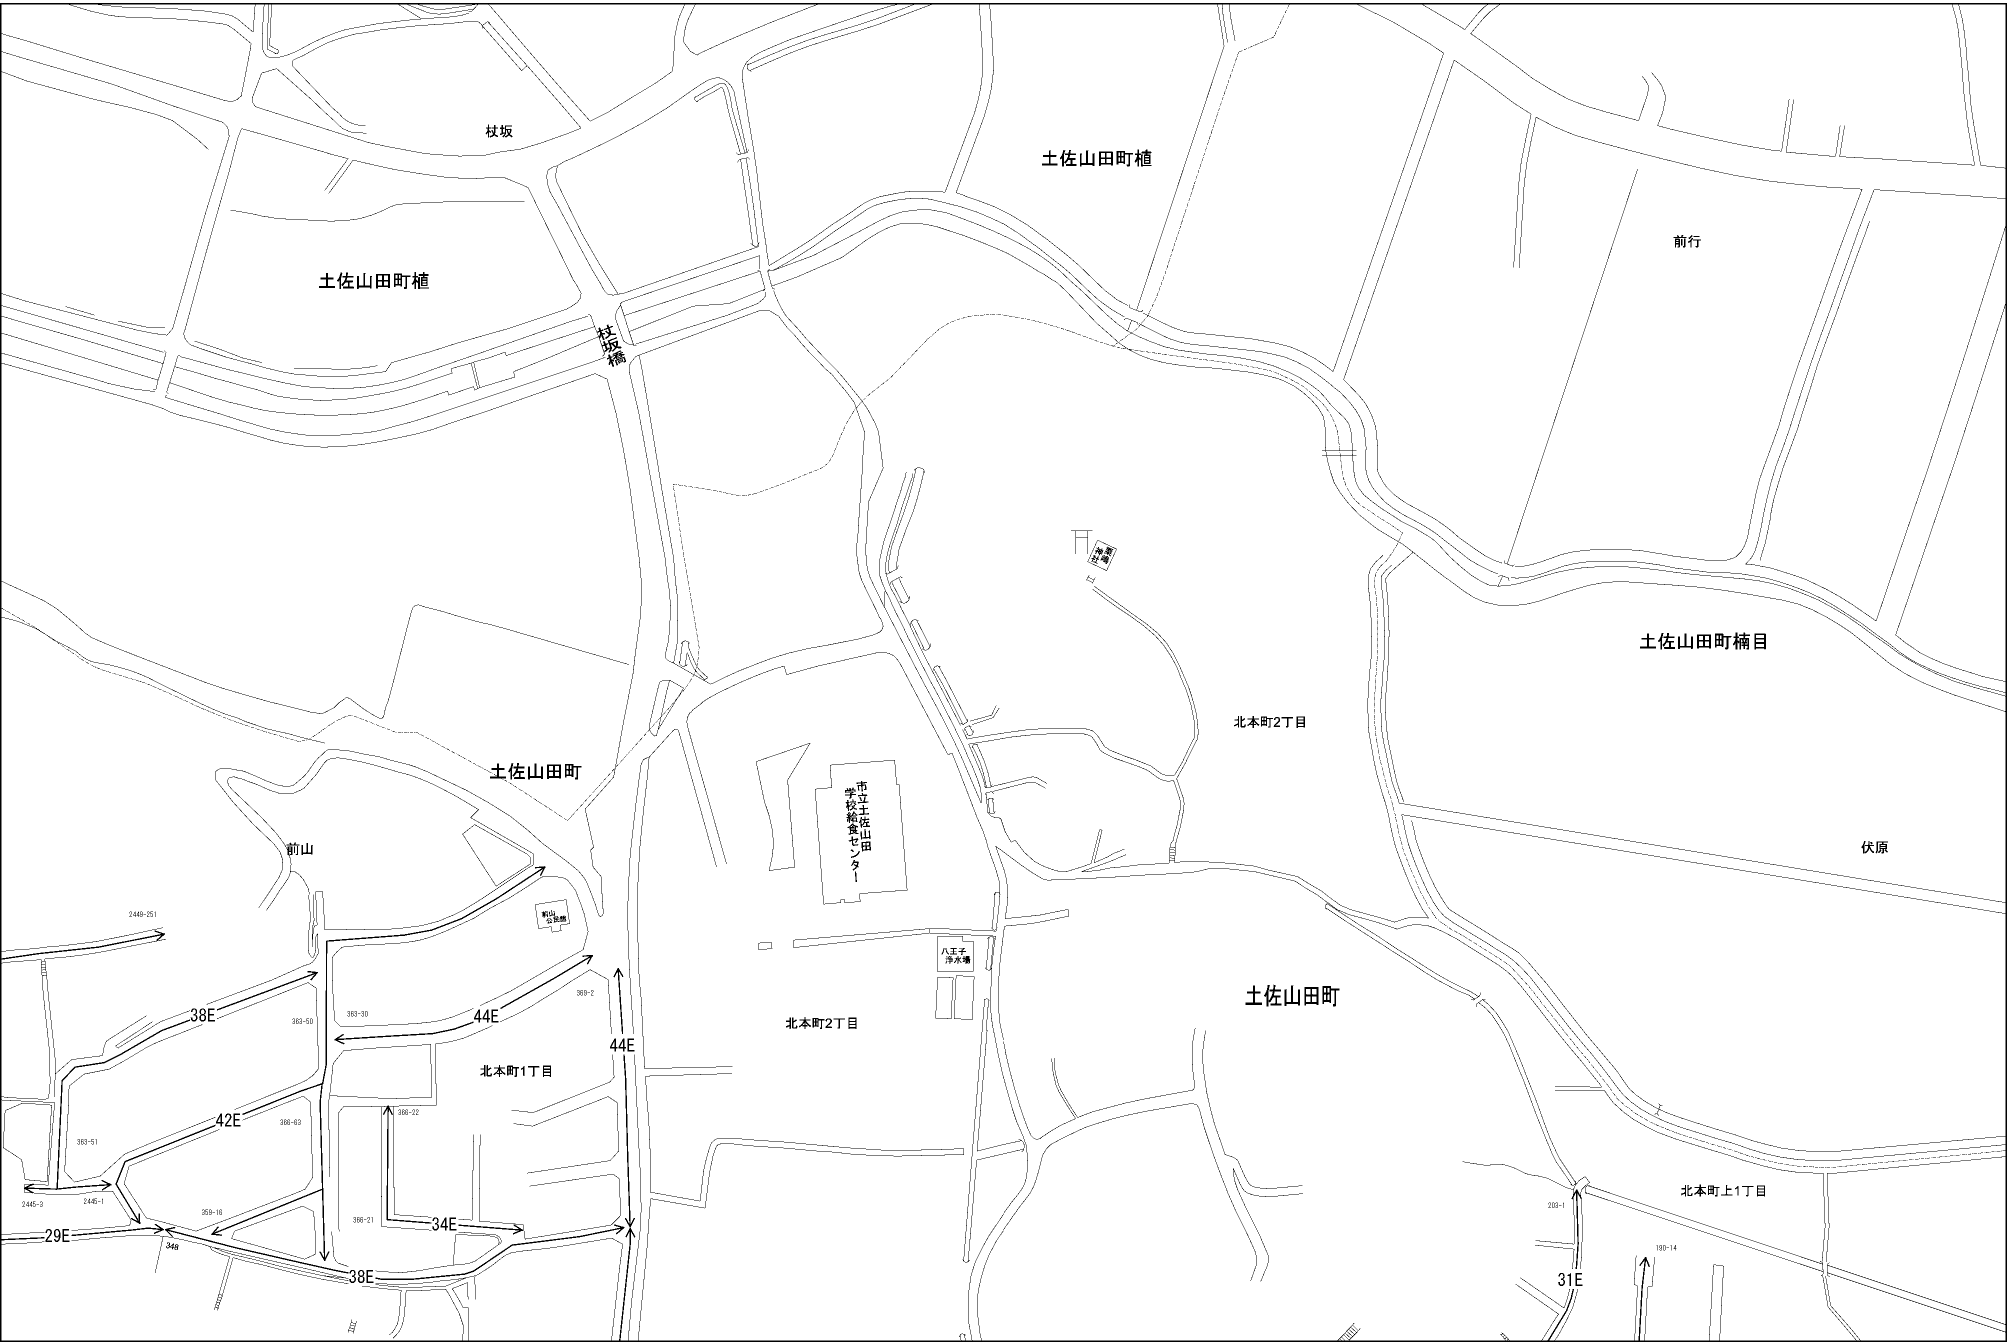 杖坂
土佐山田町植
前行
土佐山田町植
杖坂橋
土佐山田町楠目
北本町2丁目
土佐山田町
市立土佐山田
学校給食センター
前山
伏原
2449-251
前山
公民館
八王子
浄水場
369-2
土佐山田町
38E
363-50
363-30
44E
北本町2丁目
44E
北本町1丁目
42E
366-63
366-22
363-51
北本町上1丁目
2445-3
2445-1
359-16
366-21
34E
203-1
29E
348
190-14
38E
31E